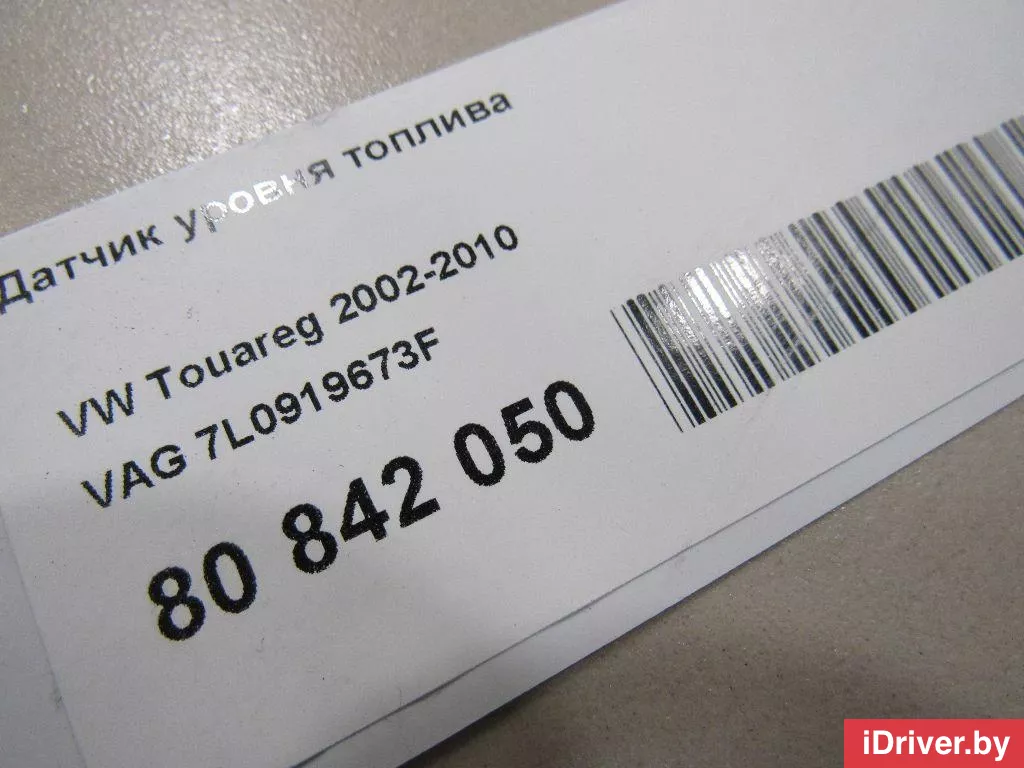 Датчик уровня топлива
VW Touareg 2002-2010
VAG 7L0919673F
80 842 050
iDriver.by